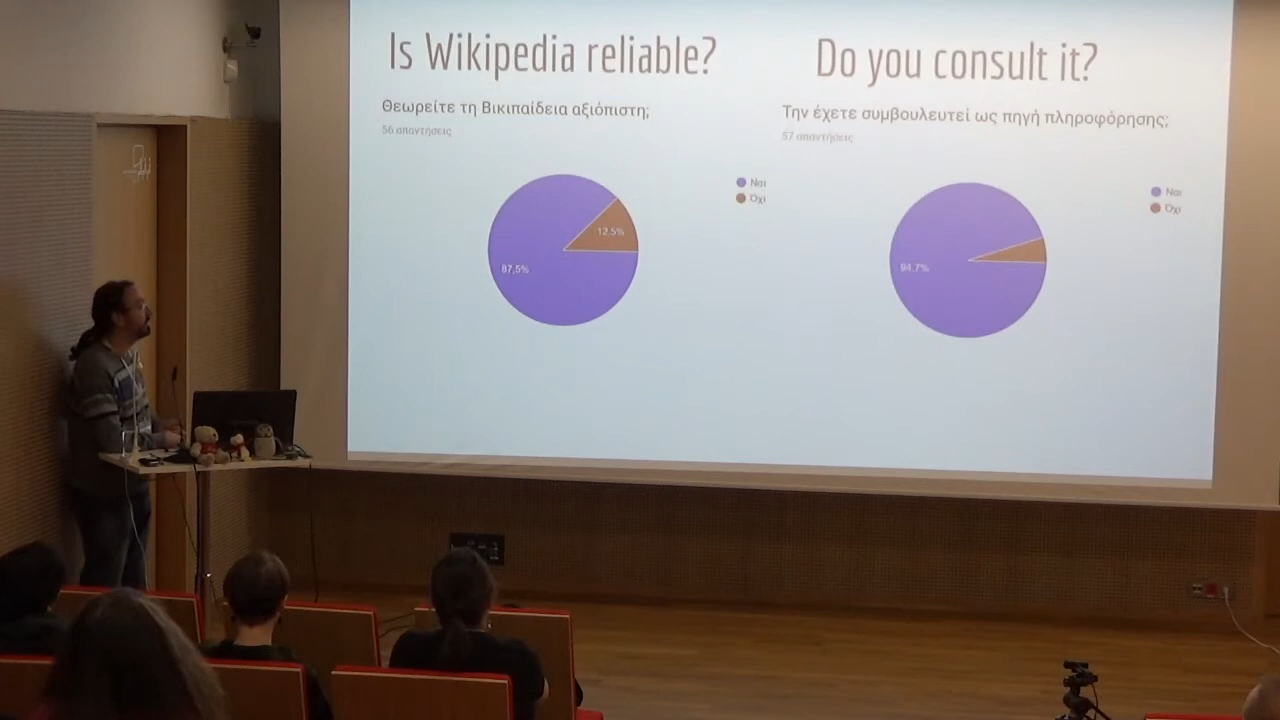 Is Wikipedia reliable?
Θεωρείτε τη Βικιπαίδεια αξιόπιστη;
56 απαντήσεις
Ναι
Όχι
12,5%
87,5%
Do you consult it?
Την έχετε συμβουλευτεί ως πηγή πληροφόρησης;
57 απαντήσεις
Ναι
Όχι
94,7%